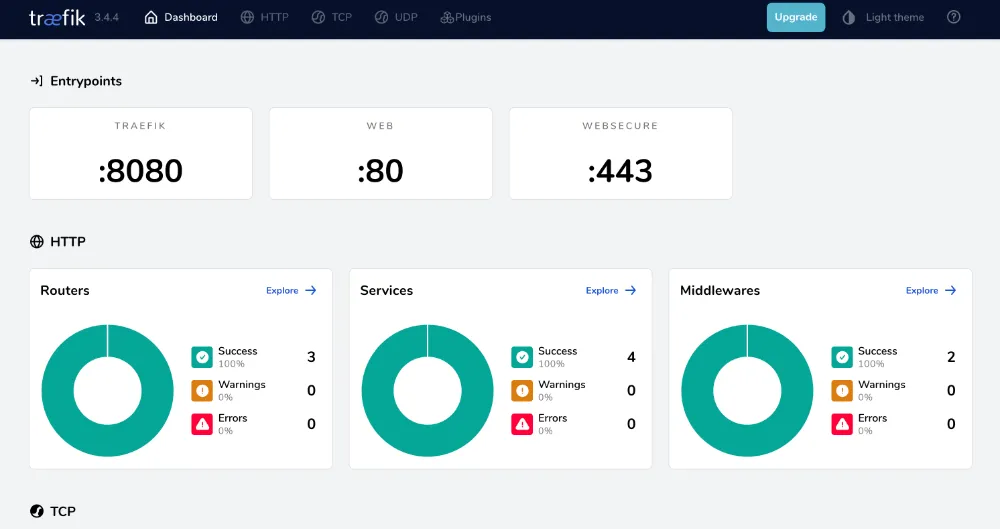 træfik 3.4.4 Dashboard HTTP TCP UDP Plugins Upgrade Light theme
Entrypoints
TRAEFIK
:8080
WEB
:80
WEBSECURE
:443
HTTP
Routers Explore
Success 3
100%
Warnings 0
0%
Errors 0
0%
Services Explore
Success 4
100%
Warnings 0
0%
Errors 0
0%
Middlewares Explore
Success 2
100%
Warnings 0
0%
Errors 0
0%
TCP